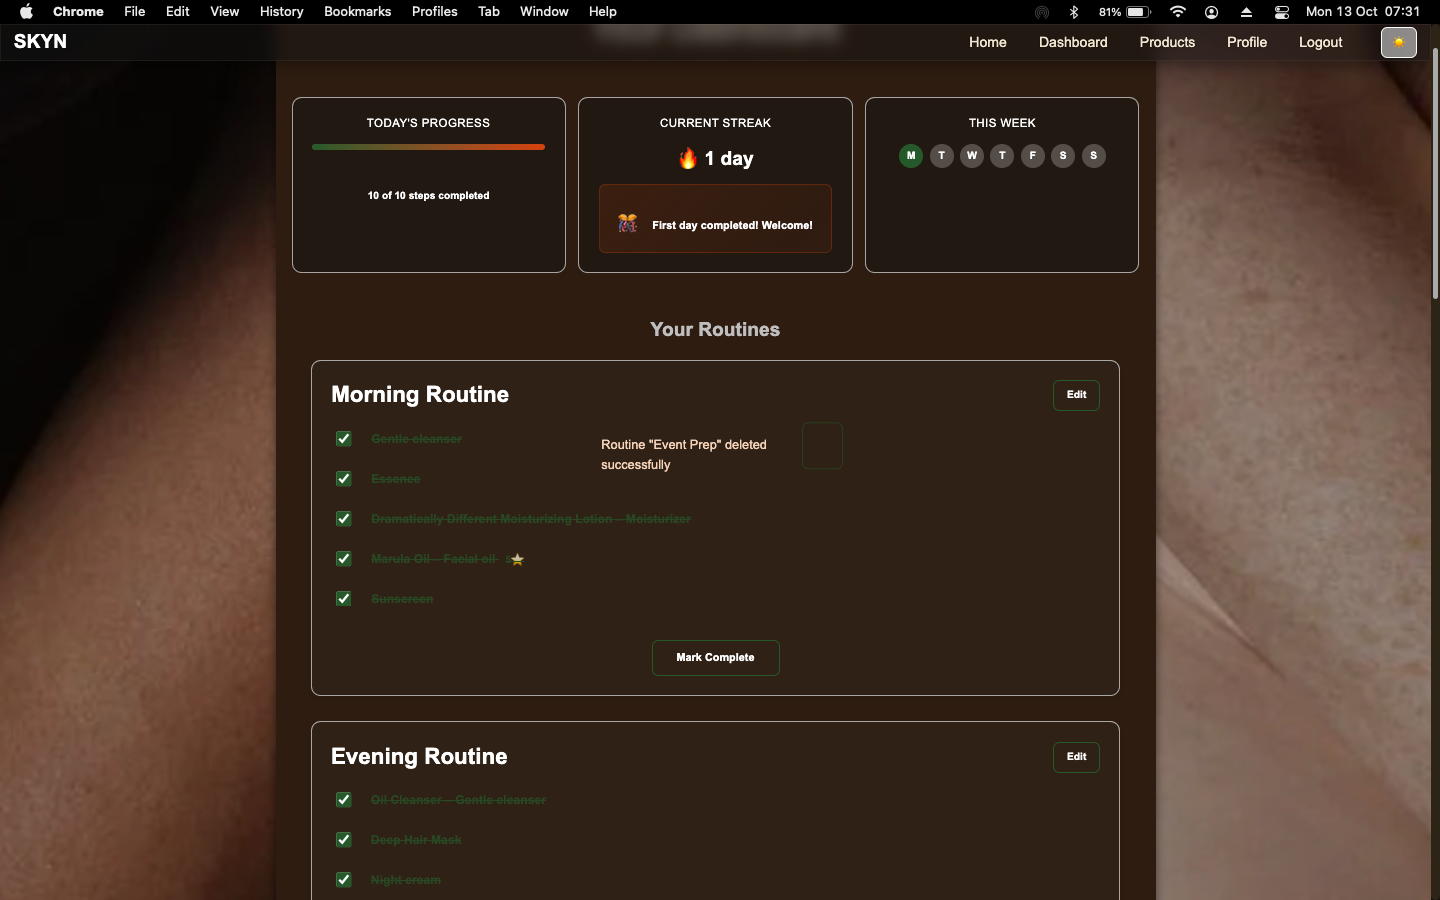 Chrome File Edit View History Bookmarks Profiles Tab Window Help 81% Mon 13 Oct 07:31
SKYN Home Dashboard Products Profile Logout
TODAY'S PROGRESS
10 of 10 steps completed
CURRENT STREAK
🔥 1 day
First day completed! Welcome!
THIS WEEK
M T W T F S S
Your Routines
Morning Routine
Edit
Gentle cleanser
Essence
Dramatically Different Moisturizing Lotion – Moisturizer
Marula Oil – Facial oil
Sunscreen
Routine "Event Prep" deleted
successfully
Mark Complete
Evening Routine
Edit
Oil Cleanser – Gentle cleanser
Deep Hair Mask
Night cream